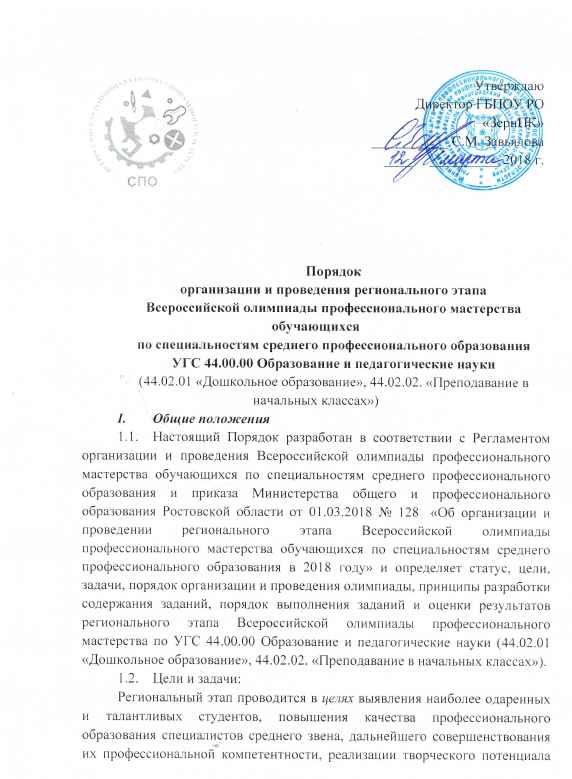 СПО
Утверждаю
Директор ГБПОУ РО
«ЗернПК»
С.М. Завьялова
12 марта 2018 г.
Порядок
организации и проведения регионального этапа
Всероссийской олимпиады профессионального мастерства
обучающихся
по специальностям среднего профессионального образования
УГС 44.00.00 Образование и педагогические науки
(44.02.01 «Дошкольное образование», 44.02.02. «Преподавание в
начальных классах»)
I. Общие положения
1.1. Настоящий Порядок разработан в соответствии с Регламентом
организации и проведения Всероссийской олимпиады профессионального
мастерства обучающихся по специальностям среднего профессионального
образования и приказа Министерства общего и профессионального
образования Ростовской области от 01.03.2018 № 128 «Об организации и
проведении регионального этапа Всероссийской олимпиады
профессионального мастерства обучающихся по специальностям среднего
профессионального образования в 2018 году» и определяет статус, цели,
задачи, порядок организации и проведения олимпиады, принципы разработки
содержания заданий, порядок выполнения заданий и оценки результатов
регионального этапа Всероссийской олимпиады профессионального
мастерства по УГС 44.00.00 Образование и педагогические науки (44.02.01
«Дошкольное образование», 44.02.02. «Преподавание в начальных классах»).
1.2. Цели и задачи:
Региональный этап проводится в целях выявления наиболее одаренных
и талантливых студентов, повышения качества профессионального
образования специалистов среднего звена, дальнейшего совершенствования
их профессиональной компетентности, реализации творческого потенциала